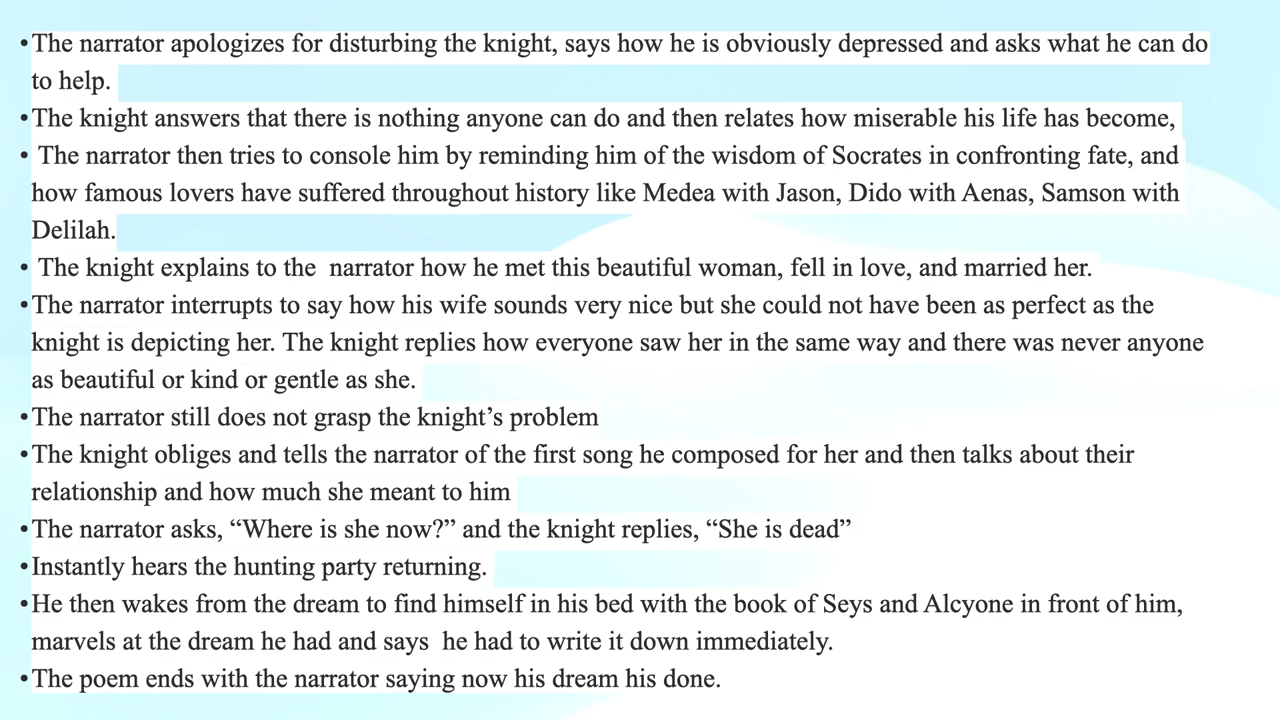 •The narrator apologizes for disturbing the knight, says how he is obviously depressed and asks what he can do
to help.
•The knight answers that there is nothing anyone can do and then relates how miserable his life has become,
• The narrator then tries to console him by reminding him of the wisdom of Socrates in confronting fate, and
how famous lovers have suffered throughout history like Medea with Jason, Dido with Aenas, Samson with
Delilah.
• The knight explains to the  narrator how he met this beautiful woman, fell in love, and married her.
•The narrator interrupts to say how his wife sounds very nice but she could not have been as perfect as the
knight is depicting her. The knight replies how everyone saw her in the same way and there was never anyone
as beautiful or kind or gentle as she.
•The narrator still does not grasp the knight’s problem
•The knight obliges and tells the narrator of the first song he composed for her and then talks about their
relationship and how much she meant to him
•The narrator asks, “Where is she now?” and the knight replies, “She is dead”
•Instantly hears the hunting party returning.
•He then wakes from the dream to find himself in his bed with the book of Seys and Alcyone in front of him,
marvels at the dream he had and says  he had to write it down immediately.
•The poem ends with the narrator saying now his dream his done.